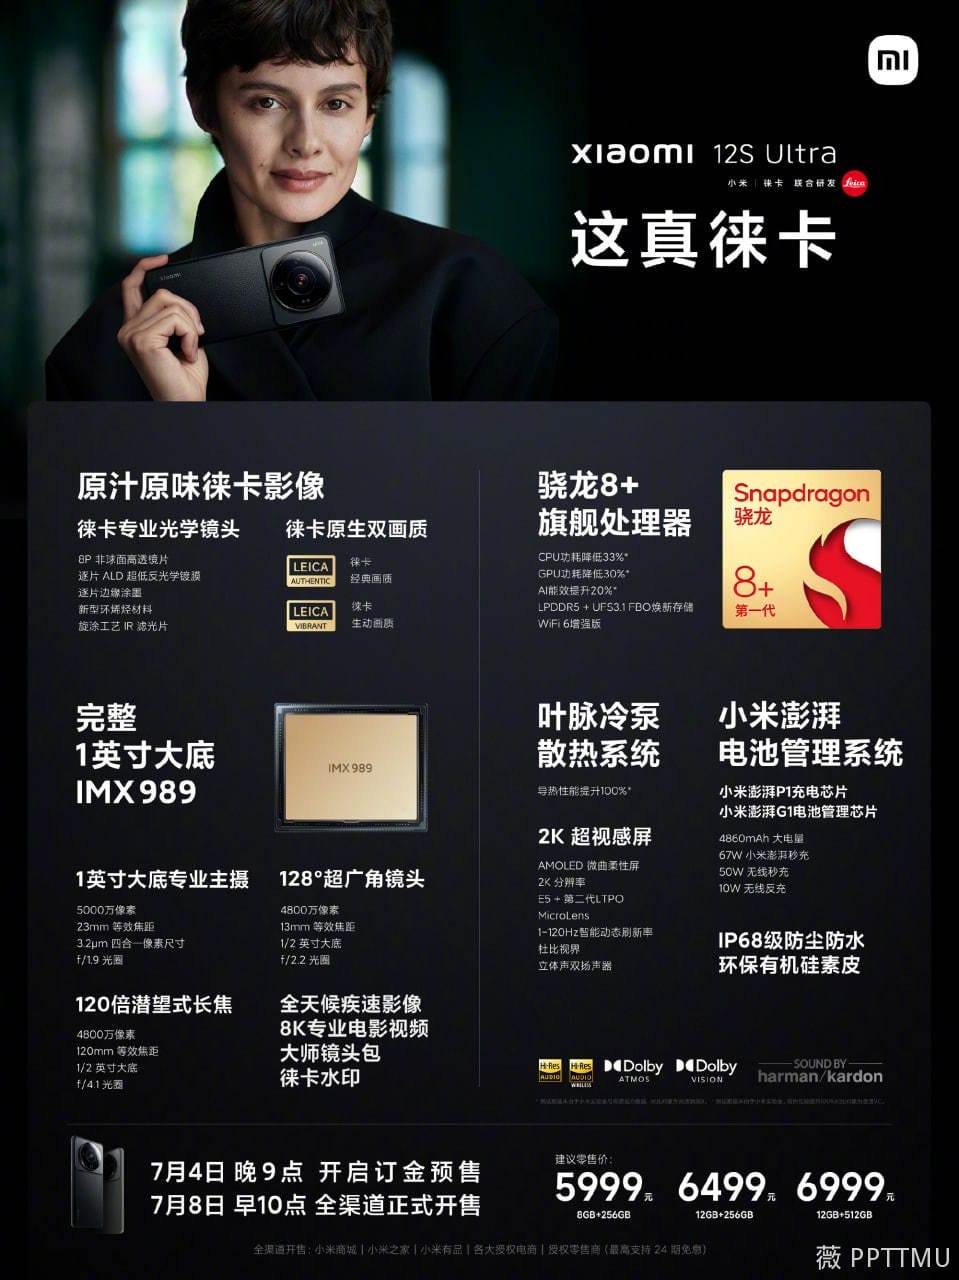 xiaomi 12S Ultra
小米 | 徕卡 联合研发 Leica
这真徕卡
xiaomi
原汁原味徕卡影像
徕卡专业光学镜头
8P 非球面高透镜片
逐片 ALD 超低反光学镀膜
逐片边缘涂墨
新型环烯烃材料
旋涂工艺 IR 滤光片
徕卡原生双画质
LEICA
AUTHENTIC
徕卡
经典画质
LEICA
VIBRANT
徕卡
生动画质
完整
1英寸大底
IMX 989
IMX 989
1英寸大底专业主摄
5000万像素
23mm 等效焦距
3.2μm 四合一像素尺寸
f/1.9 光圈
128°超广角镜头
4800万像素
13mm 等效焦距
1/2 英寸大底
f/2.2 光圈
120倍潜望式长焦
4800万像素
120mm 等效焦距
1/2 英寸大底
f/4.1 光圈
全天候疾速影像
8K专业电影视频
大师镜头包
徕卡水印
骁龙8+
旗舰处理器
CPU功耗降低33%*
GPU功耗降低30%*
AI能效提升20%*
LPDDR5 + UFS3.1 FBO焕新存储
WiFi 6增强版
Snapdragon
骁龙
8+
第一代
叶脉冷泵
散热系统
导热性能提升100%*
2K 超视感屏
AMOLED 微曲柔性屏
2K 分辨率
E5 + 第二代LTPO
MicroLens
1-120Hz智能动态刷新率
杜比视界
立体声双扬声器
小米澎湃
电池管理系统
小米澎湃P1充电芯片
小米澎湃G1电池管理芯片
4860mAh 大电量
67W 小米澎湃秒充
50W 无线秒充
10W 无线反充
IP68级防尘防水
环保有机硅素皮
Hi-Res
AUDIO
Hi-Res
AUDIO
WIRELESS
Dolby
ATMOS
Dolby
VISION
SOUND BY
harman/kardon
7月4日 晚9点 开启订金预售
7月8日 早10点 全渠道正式开售
建议零售价:
5999元 6499元 6999元
8GB+256GB 12GB+256GB 12GB+512GB
全渠道开售: 小米商城 | 小米之家 | 小米有品 | 各大授权电商 | 授权零售商 (最高支持 24 期免息)
薇 PPTTMU